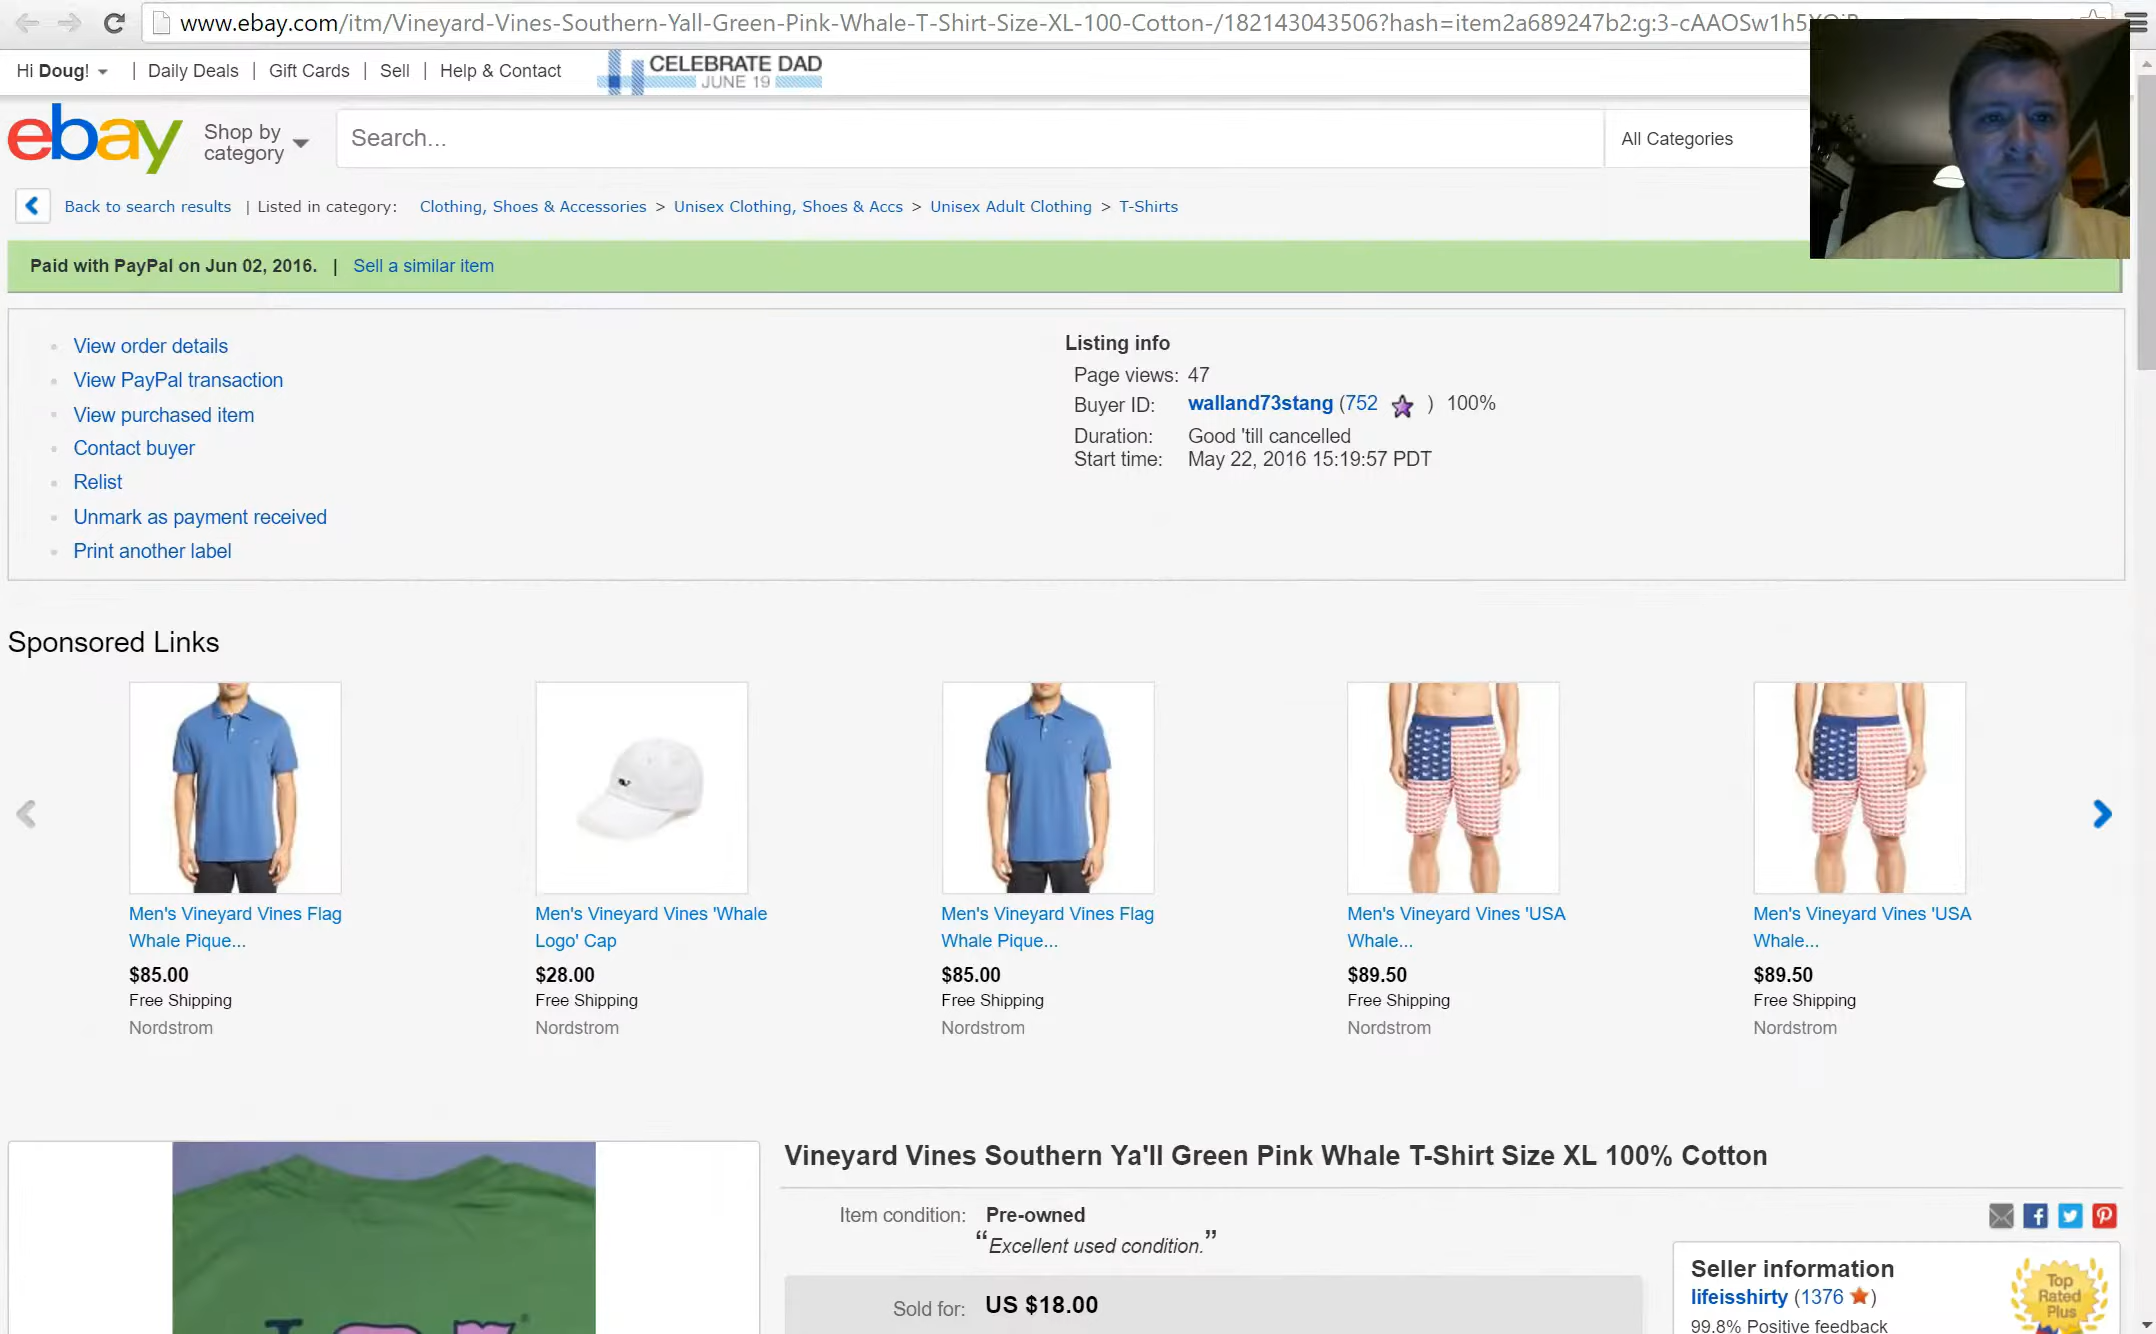 www.ebay.com/itm/Vineyard-Vines-Southern-Yall-Green-Pink-Whale-T-Shirt-Size-XL-100-Cotton-/182143043506?hash=item2a689247b2:g:3-cAAOSw1h5
Hi Doug! | Daily Deals | Gift Cards | Sell | Help & Contact
CELEBRATE DAD
JUNE 19
ebay
Shop by
category
Search...
All Categories
Back to search results | Listed in category: Clothing, Shoes & Accessories > Unisex Clothing, Shoes & Accs > Unisex Adult Clothing > T-Shirts
Paid with PayPal on Jun 02, 2016. | Sell a similar item
View order details
View PayPal transaction
View purchased item
Contact buyer
Relist
Unmark as payment received
Print another label
Listing info
Page views: 47
Buyer ID: walland73stang (752 ) 100%
Duration: Good 'till cancelled
Start time: May 22, 2016 15:19:57 PDT
Sponsored Links
Men's Vineyard Vines Flag
Whale Pique...
$85.00
Free Shipping
Nordstrom
Men's Vineyard Vines 'Whale
Logo' Cap
$28.00
Free Shipping
Nordstrom
Men's Vineyard Vines Flag
Whale Pique...
$85.00
Free Shipping
Nordstrom
Men's Vineyard Vines 'USA
Whale...
$89.50
Free Shipping
Nordstrom
Men's Vineyard Vines 'USA
Whale...
$89.50
Free Shipping
Nordstrom
Vineyard Vines Southern Ya'll Green Pink Whale T-Shirt Size XL 100% Cotton
Item condition: Pre-owned
“Excellent used condition.”
Sold for: US $18.00
Seller information
lifeisshirty (1376 )
99.8% Positive feedback
Top
Rated
Plus